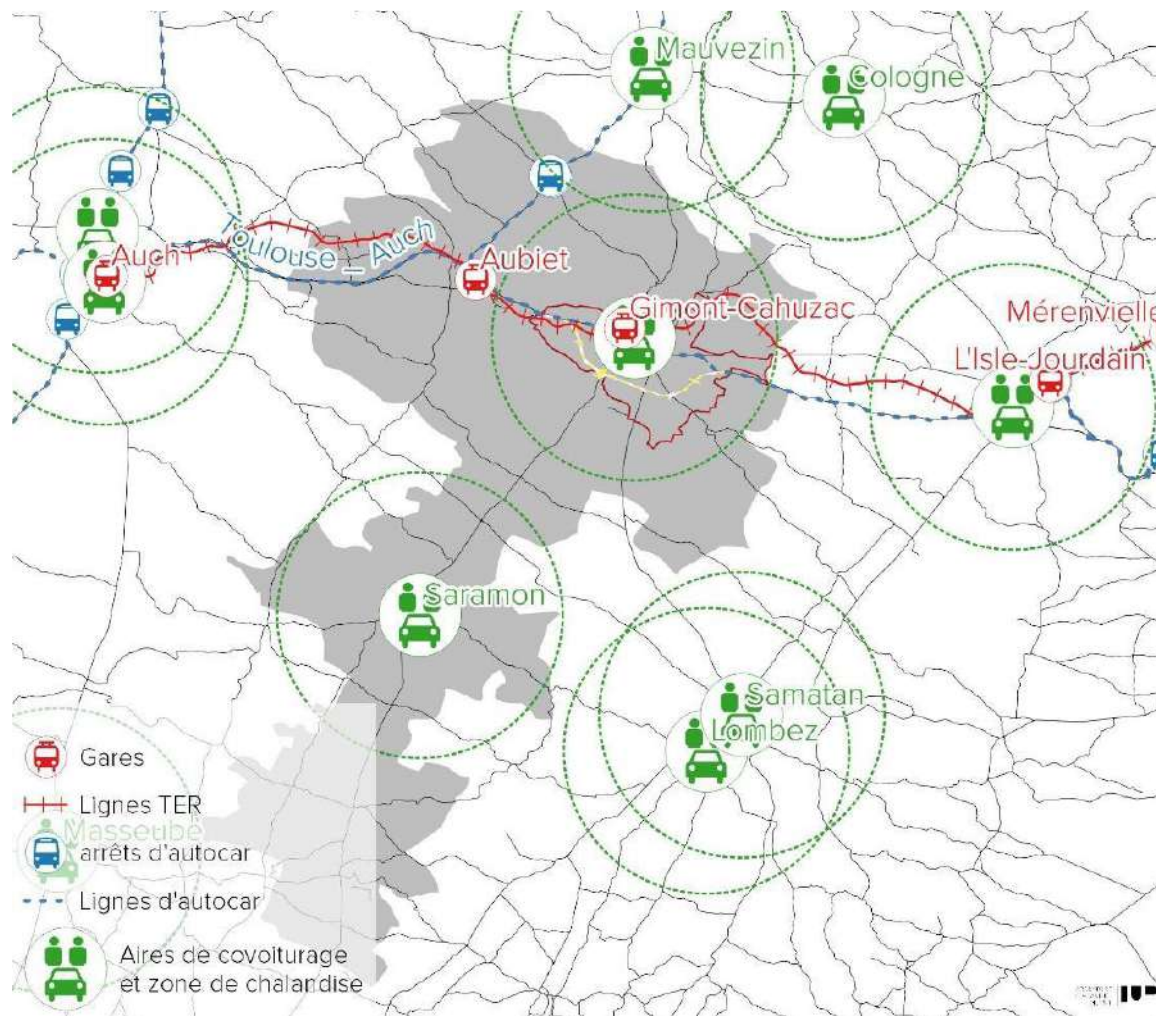 Mauvezin
Cologne
Auch
Toulouse _ Auch
Aubiet
Gimont-Cahuzac
Mérenvielle
L'Isle-Jourdain
Saramon
Samatan
Lombez
Gares
Lignes TER
Masseube
arrêts d'autocar
Lignes d'autocar
Aires de covoiturage
et zone de chalandise